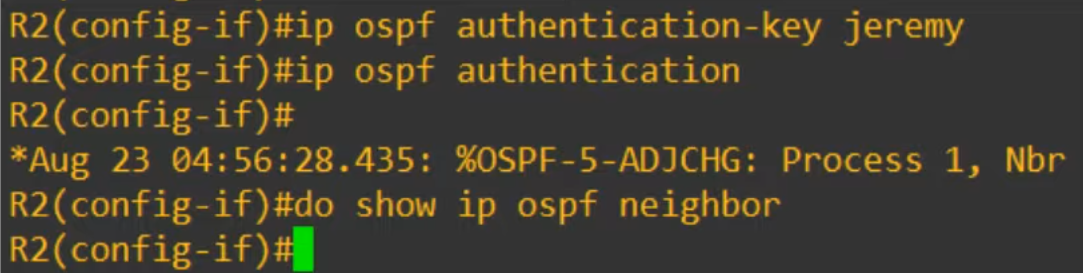 R2(config-if)#ip ospf authentication-key jeremy
R2(config-if)#ip ospf authentication
R2(config-if)#
*Aug 23 04:56:28.435: %OSPF-5-ADJCHG: Process 1, Nbr
R2(config-if)#do show ip ospf neighbor
R2(config-if)#